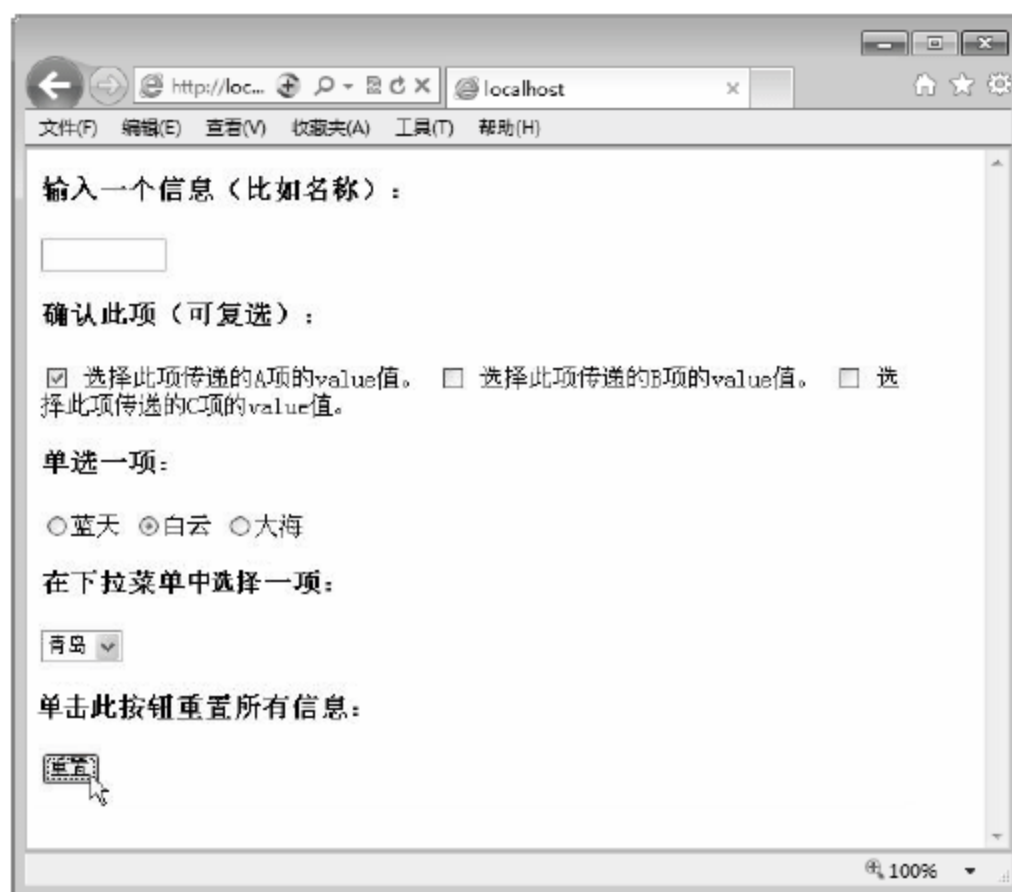 http://loc...
localhost
文件(F) 编辑(E) 查看(V) 收藏夹(A) 工具(T) 帮助(H)
输入一个信息（比如名称）：
确认此项（可复选）：
选择此项传递的A项的value值。 选择此项传递的B项的value值。 选
择此项传递的C项的value值。
单选一项：
蓝天 白云 大海
在下拉菜单中选择一项：
青岛
单击此按钮重置所有信息：
重置
100%